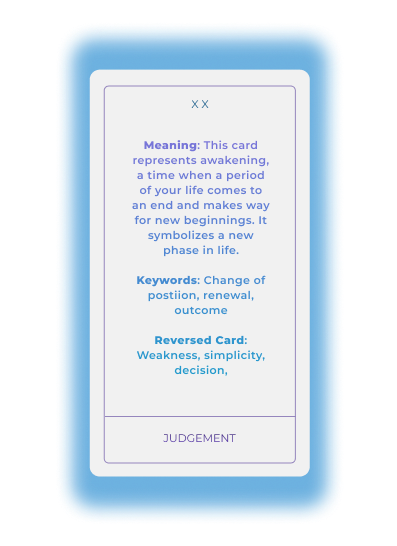 XX
Meaning: This card
represents awakening,
a time when a period
of your life comes to
an end and makes way
for new beginnings. It
symbolizes a new
phase in life.
Keywords: Change of
postiion, renewal,
outcome
Reversed Card:
Weakness, simplicity,
decision,
JUDGEMENT